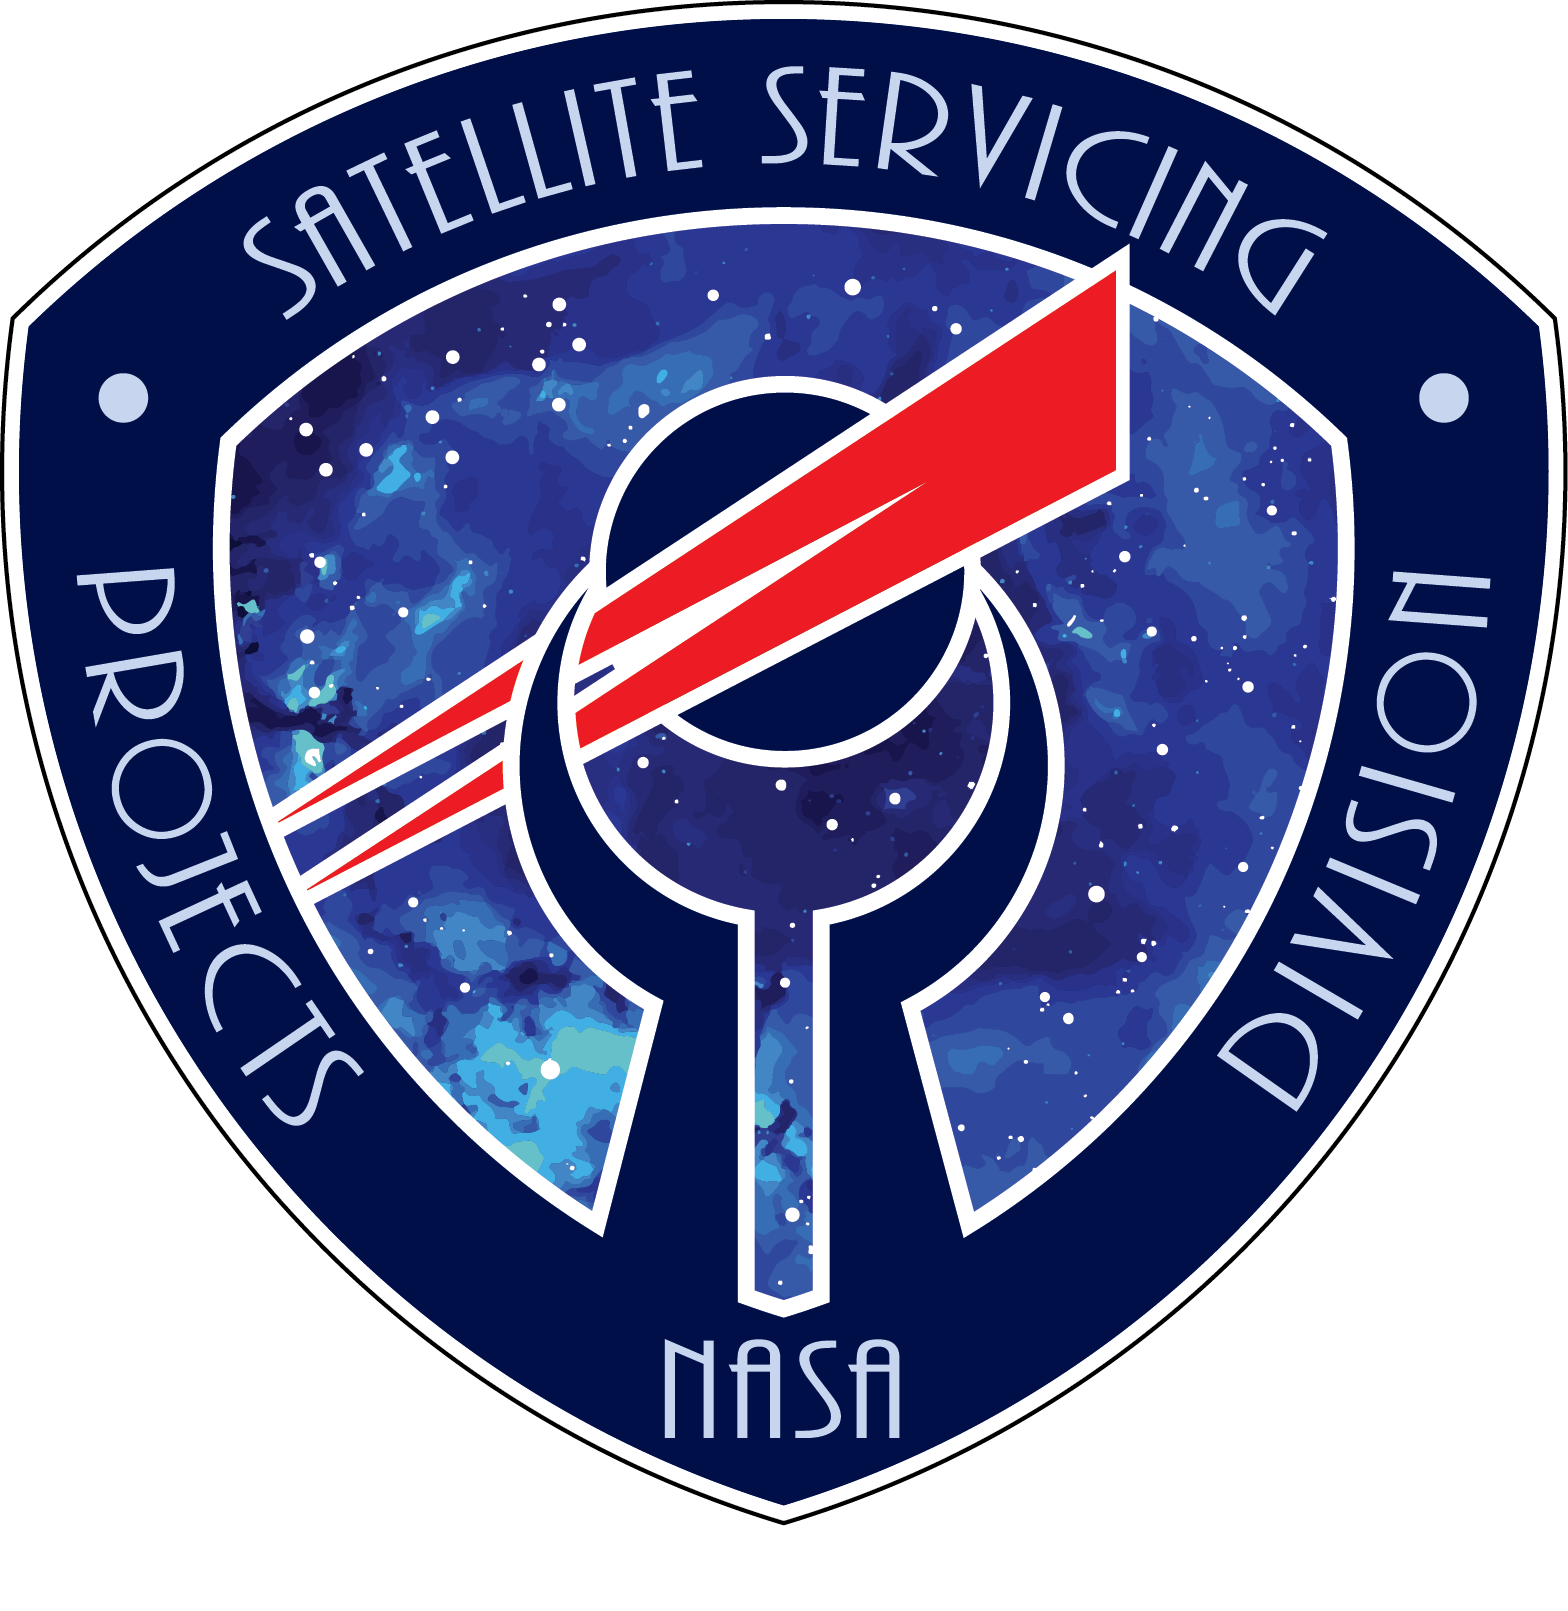 SATELLITE SERVICING
PROJECTS
DIVISION
NASA